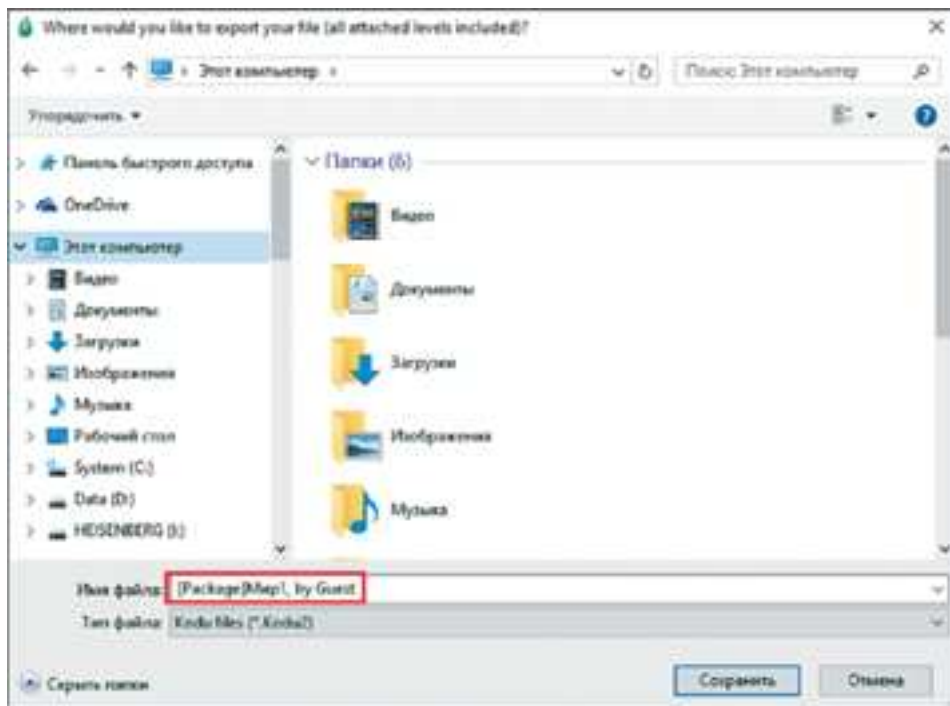 Where would you like to export your file (all attached levels included)?
Этот компьютер
Поиск: Этот компьютер
Упорядочить
Панель быстрого доступа
OneDrive
Этот компьютер
Видео
Документы
Загрузки
Изображения
Музыка
Рабочий стол
System (C:)
Data (D:)
HEISENBERG (I:)
Папки (6)
Видео
Документы
Загрузки
Изображения
Музыка
Имя файла: [Package]Мир1, by Guest
Тип файла: Kodu files (*.Kodu2)
Скрыть папки
Сохранить
Отмена